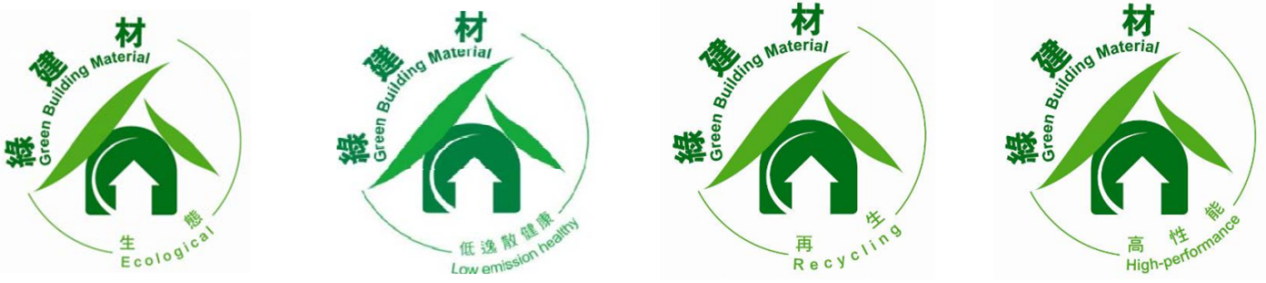 綠建材
Green Building Material
生態
Ecological
綠建材
Green Building Material
低逸散健康
Low emission healthy
綠建材
Green Building Material
再生
Recycling
綠建材
Green Building Material
高性能
High-performance